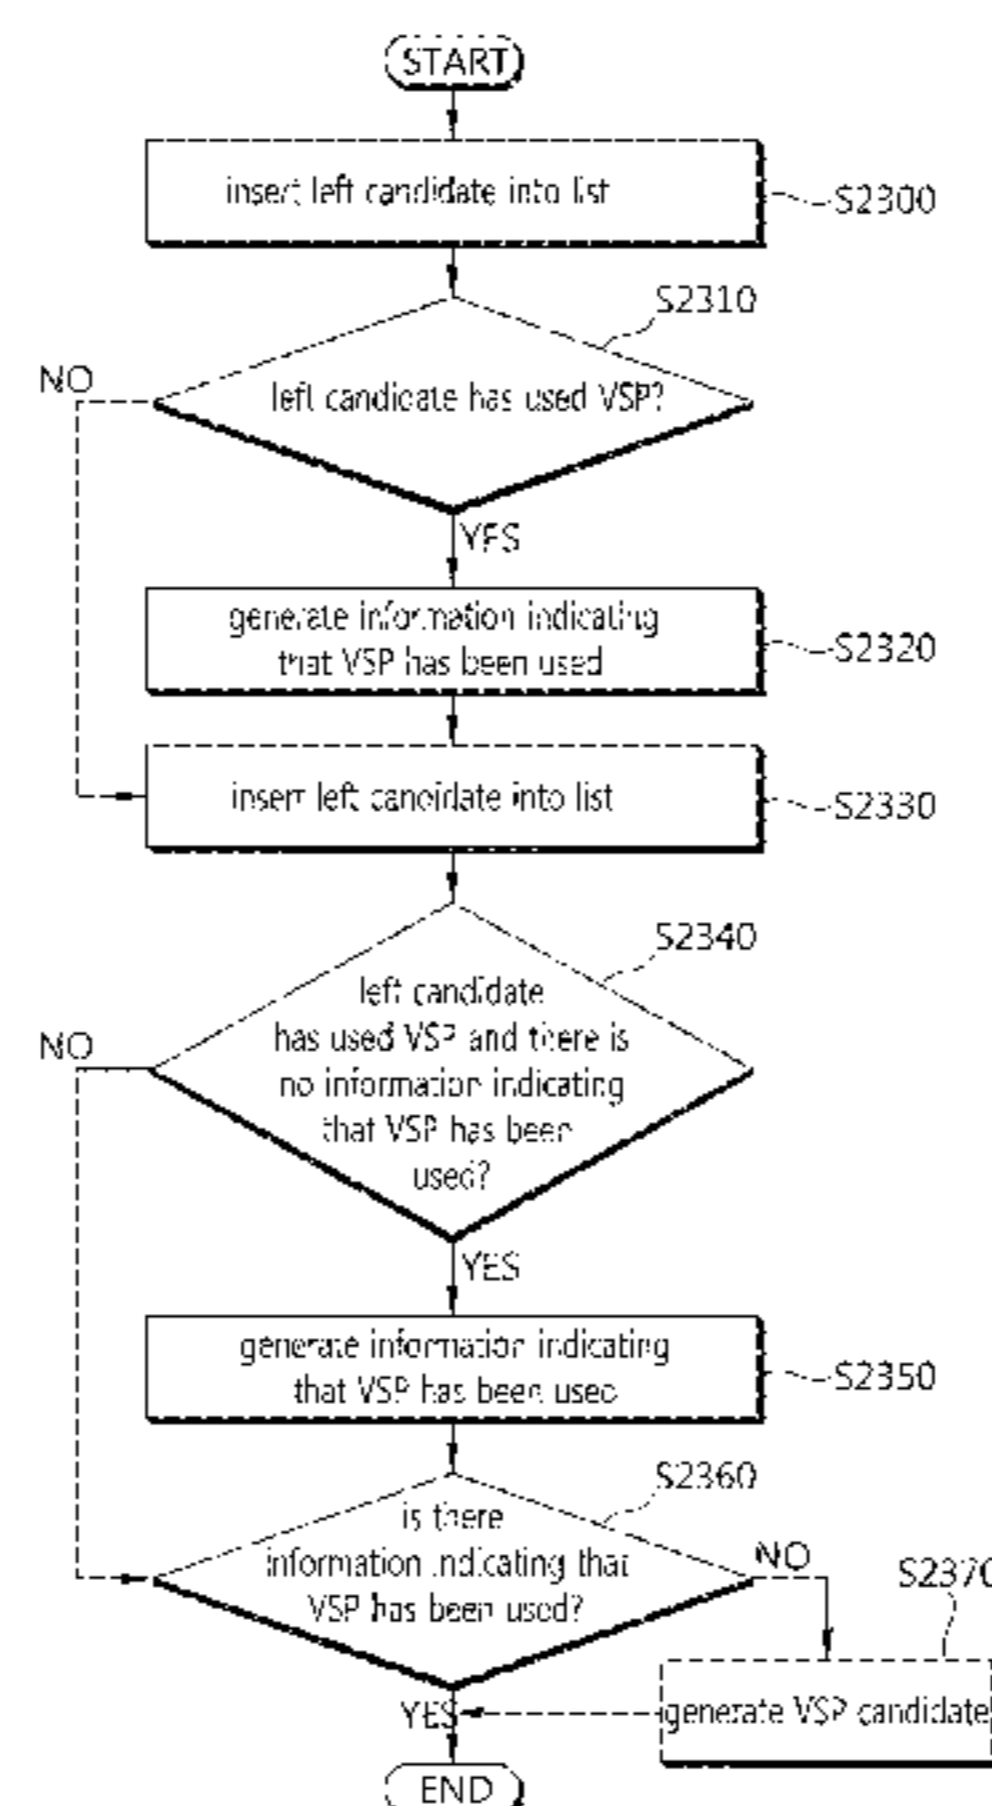 START
insert left candidate into list
S2300
S2310
NO
left candidate has used VSP?
YES
generate information indicating
that VSP has been used
S2320
insert left candidate into list
S2330
S2340
left candidate
NO
has used VSP and there is
no information indicating
that VSP has been
used?
YES
generate information indicating
that VSP has been used
S2350
S2360
is there
information indicating that
VSP has been used?
NO
S2370
YES
generate VSP candidate
END